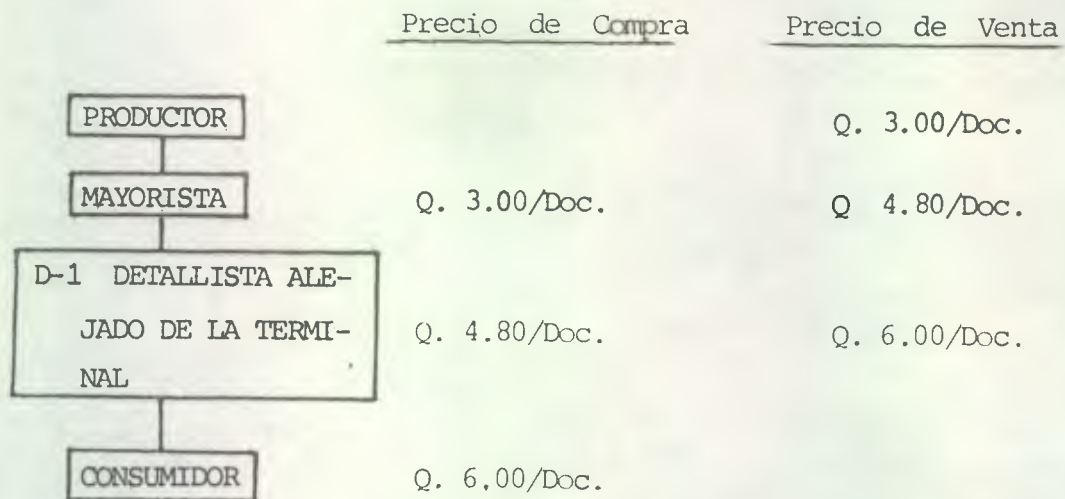 Precio de Compra Precio de Venta
PRODUCTOR Q. 3.00/Doc.
MAYORISTA Q. 3.00/Doc. Q 4.80/Doc.
D-1 DETALLISTA ALE-
JADO DE LA TERMI- Q. 4.80/Doc. Q. 6.00/Doc.
NAL
CONSUMIDOR Q. 6,00/Doc.